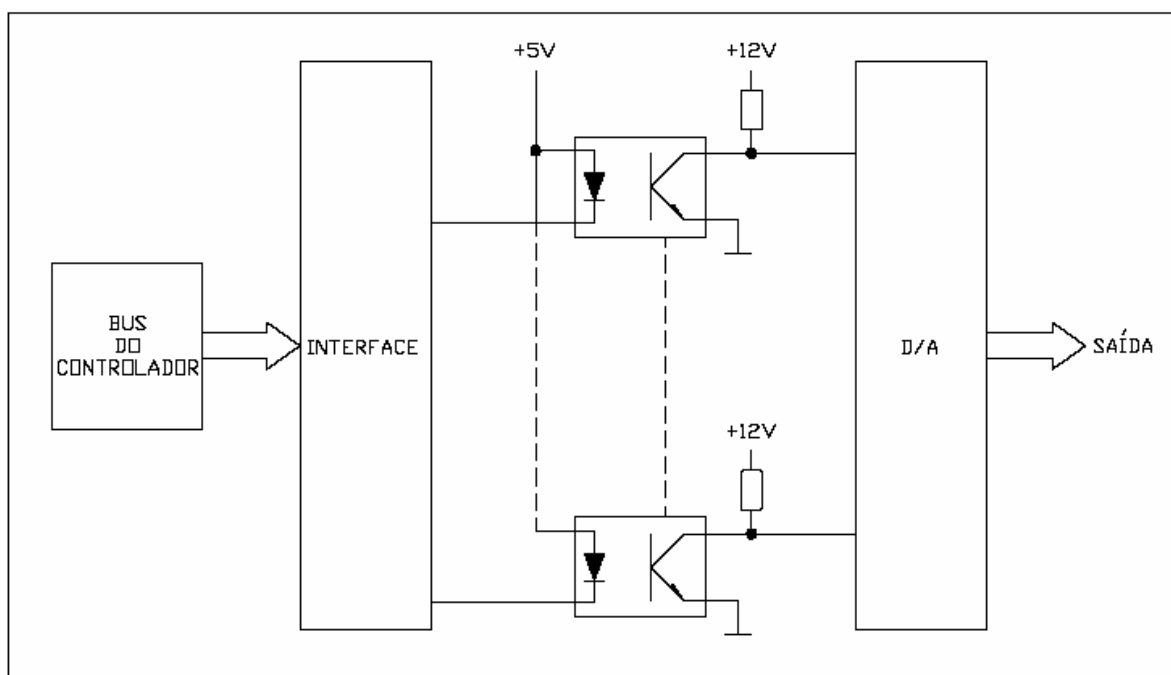 +5V
+12V
BUS
DO
CONTROLADOR
INTERFACE
D/A
SAÍDA
+12V